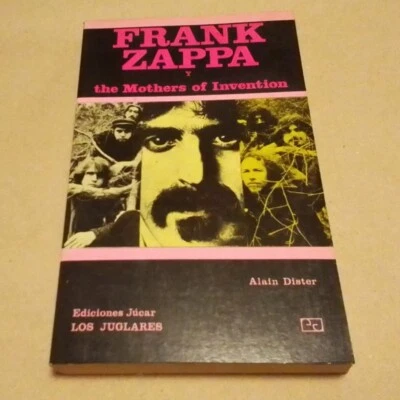 FRANK
ZAPPA
Y
the Mothers of Invention
Alain Dister
Ediciones Júcar
LOS JUGLARES